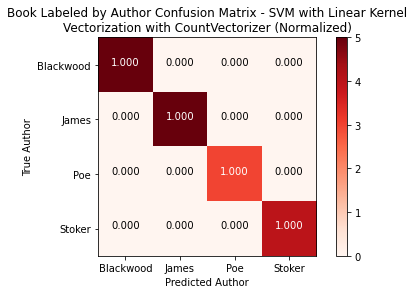 Book Labeled by Author Confusion Matrix - SVM with Linear Kernel
Vectorization with CountVectorizer (Normalized)
True Author
Blackwood 1.000 0.000 0.000 0.000
James 0.000 1.000 0.000 0.000
Poe 0.000 0.000 1.000 0.000
Stoker 0.000 0.000 0.000 1.000
Blackwood James Poe Stoker
Predicted Author
5
4
3
2
1
0